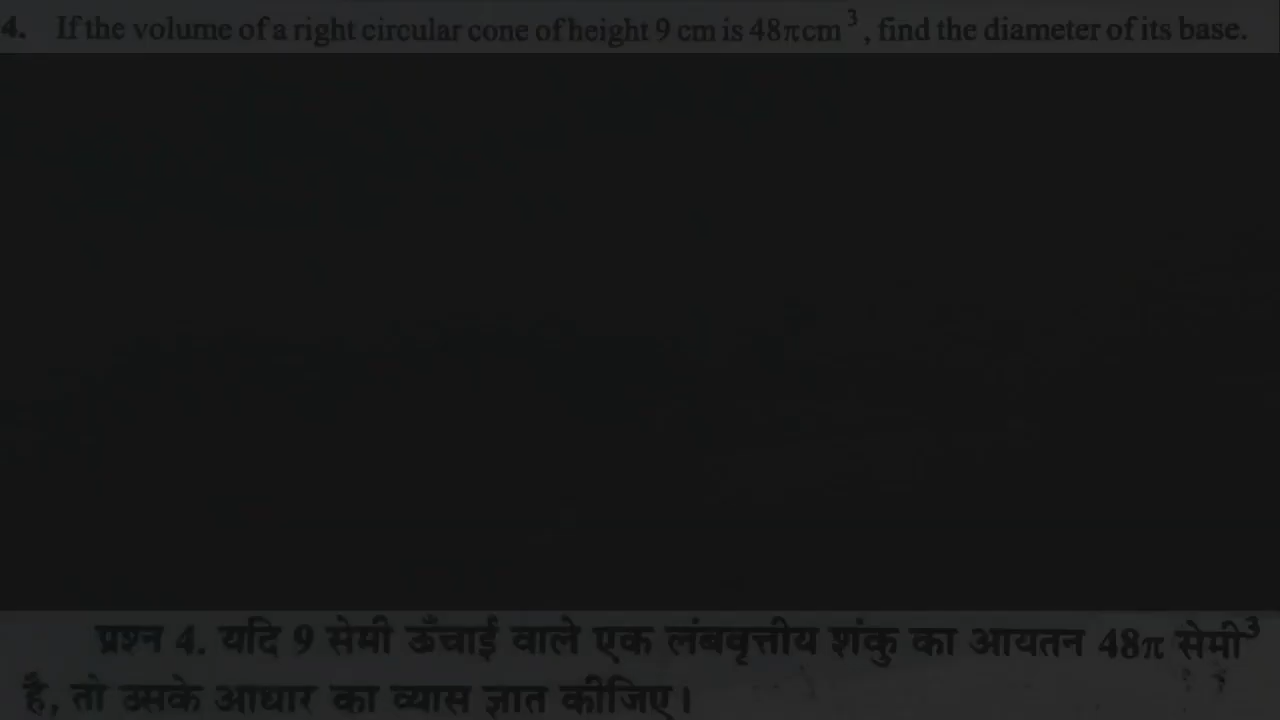 4. If the volume of a right circular cone of height 9 cm is 48πcm³, find the diameter of its base.
प्रश्न 4. यदि 9 सेमी ऊँचाई वाले एक लंबवृत्तीय शंकु का आयतन 48π सेमी³
है, तो उसके आधार का व्यास ज्ञात कीजिए।